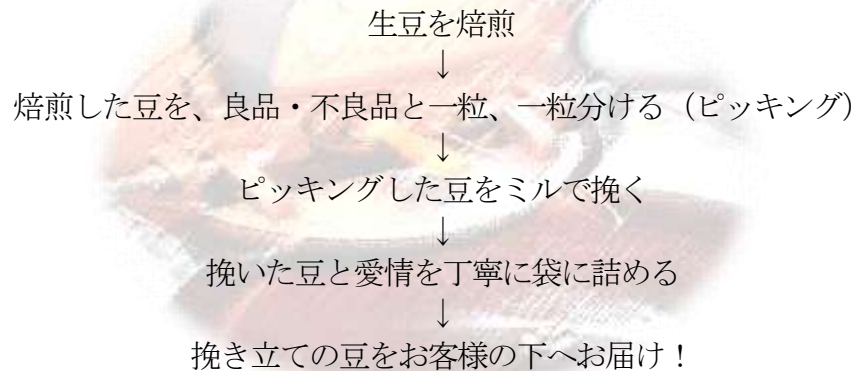 生豆を焙煎
↓
焙煎した豆を、良品・不良品と一粒、一粒分ける（ピッキング）
↓
ピッキングした豆をミルで挽く
↓
挽いた豆と愛情を丁寧に袋に詰める
↓
挽き立ての豆をお客様の下へお届け！